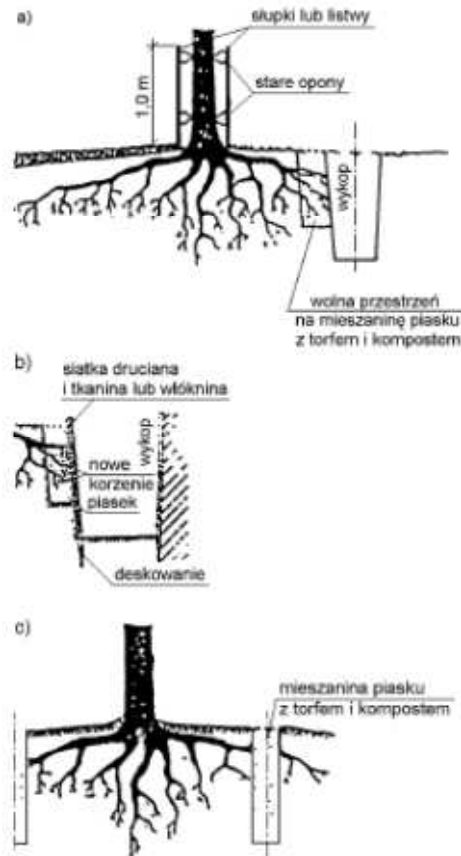 a)
słupki lub listwy
1,0 m
stare opony
wykop
wolna przestrzeń
na mieszaninę piasku
z torfem i kompostem
b)
siatka druciana
i tkanina lub włóknina
wykop
nowe
korzenie
piasek
deskowanie
c)
mieszanina piasku
z torfem i kompostem